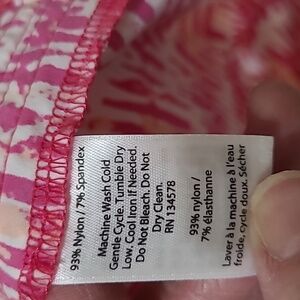 93% Nylon / 7% Spandex
Machine Wash Cold
Gentle Cycle. Tumble Dry
Low, Cool Iron if Needed.
Do Not Bleach. Do Not
Dry Clean.
RN 134578
93% nylon /
7% élasthanne
Laver à la machine à l'eau
froide, cycle doux. Sécher